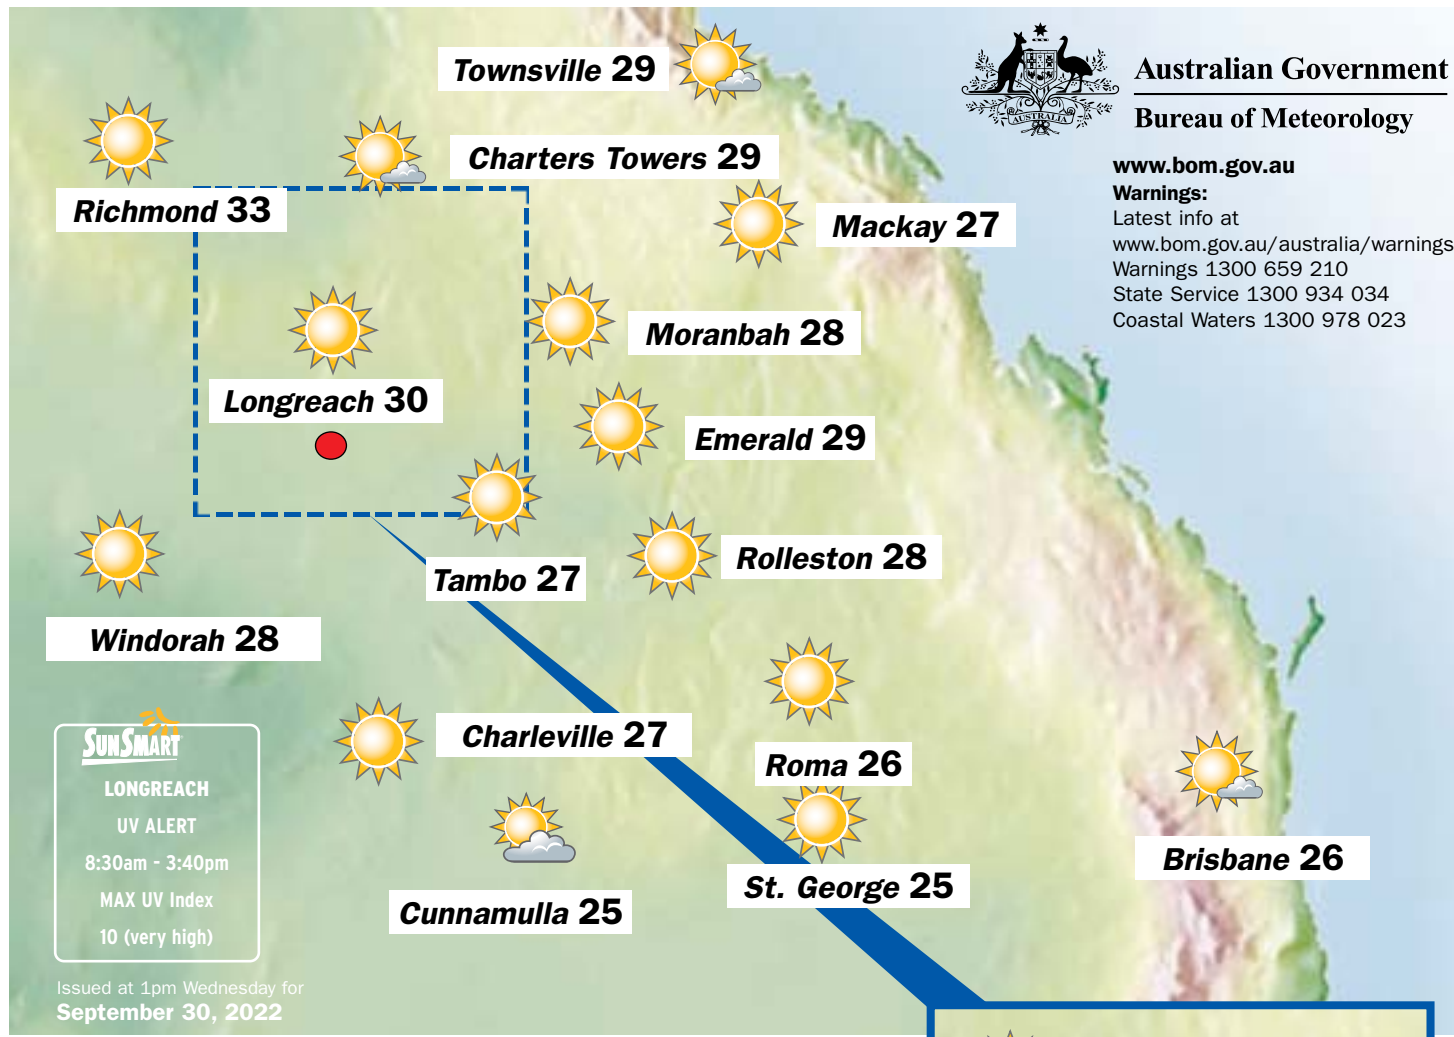 Townsville 29
Australian Government
Bureau of Meteorology
AUSTRALIA
Charters Towers 29
www.bom.gov.au
Warnings:
Latest info at
www.bom.gov.au/australia/warnings
Warnings 1300 659 210
State Service 1300 934 034
Coastal Waters 1300 978 023
Richmond 33
Mackay 27
Moranbah 28
Longreach 30
Emerald 29
Rolleston 28
Tambo 27
Windorah 28
Charleville 27
Roma 26
Brisbane 26
St. George 25
Cunnamulla 25
SunSmart
LONGREACH
UV ALERT
8:30am - 3:40pm
MAX UV Index
10 (very high)
Issued at 1pm Wednesday for
September 30, 2022